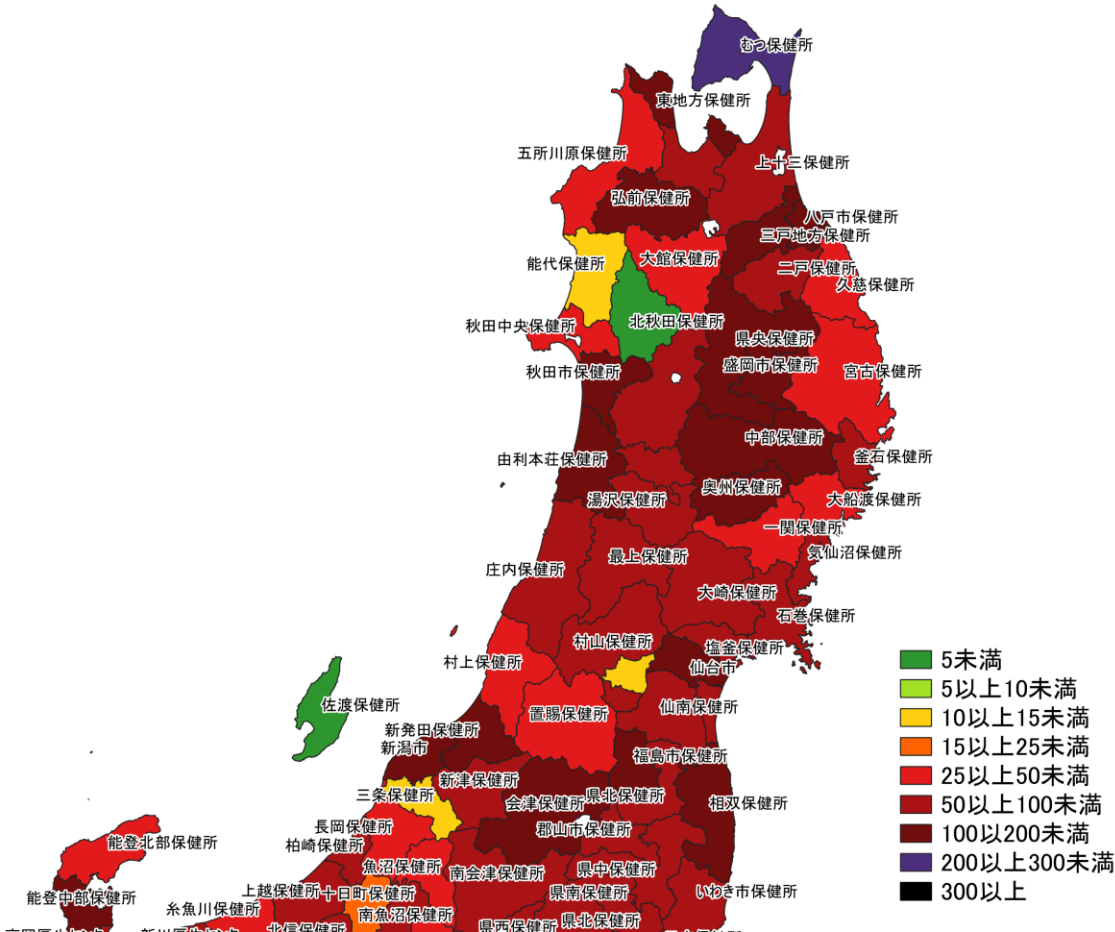 むつ保健所
東地方保健所
五所川原保健所
上十三保健所
弘前保健所
八戸市保健所
三戸地方保健所
能代保健所
大館保健所
二戸保健所
久慈保健所
秋田中央保健所
北秋田保健所
県央保健所
秋田市保健所
盛岡市保健所
宮古保健所
中部保健所
由利本荘保健所
釜石保健所
湯沢保健所
奥州保健所
大船渡保健所
一関保健所
最上保健所
気仙沼保健所
庄内保健所
大崎保健所
石巻保健所
村山保健所
塩釜保健所
村上保健所
仙台市
佐渡保健所
置賜保健所
仙南保健所
新発田保健所
新潟市
福島市保健所
新津保健所
三条保健所
会津保健所
県北保健所
相双保健所
長岡保健所
郡山市保健所
能登北部保健所
柏崎保健所
魚沼保健所
南会津保健所
県中保健所
上越保健所
十日町保健所
県南保健所
いわき市保健所
能登中部保健所
糸魚川保健所
南魚沼保健所
県北保健所
県西保健所
北信保健所
5未満
5以上10未満
10以上15未満
15以上25未満
25以上50未満
50以上100未満
100以200未満
200以上300未満
300以上